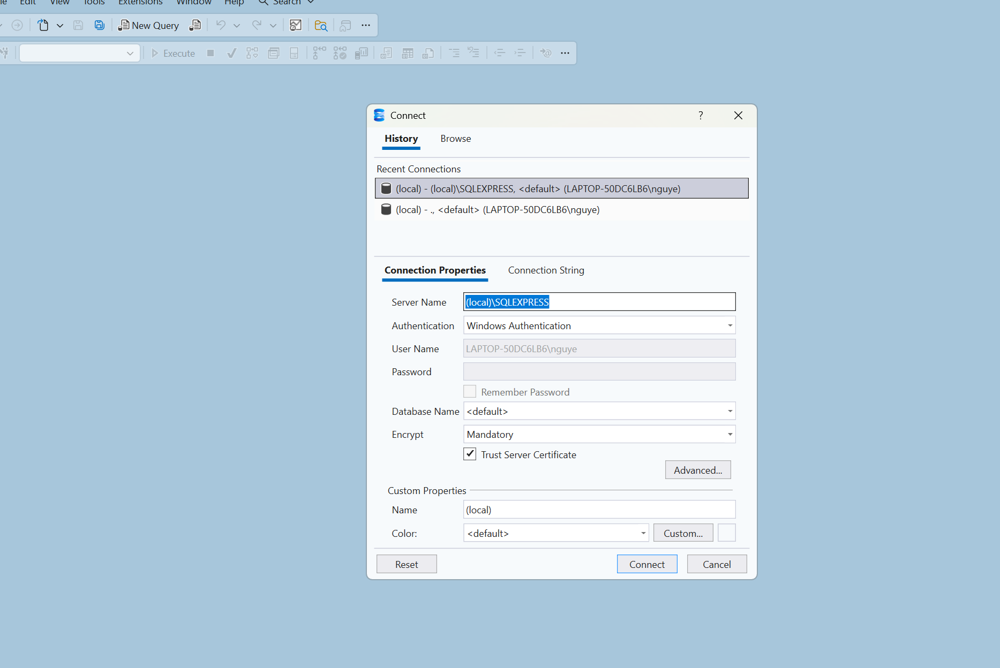 Edit View Tools Extensions Window Help Search
New Query
Execute
Connect ?
History Browse
Recent Connections
(local) - (local)\SQLEXPRESS, <default> (LAPTOP-50DC6LB6\nguye)
(local) - ., <default> (LAPTOP-50DC6LB6\nguye)
Connection Properties Connection String
Server Name (local)\SQLEXPRESS
Authentication Windows Authentication
User Name LAPTOP-50DC6LB6\nguye
Password
Remember Password
Database Name <default>
Encrypt Mandatory
Trust Server Certificate
Advanced...
Custom Properties
Name (local)
Color: <default> Custom...
Reset Connect Cancel